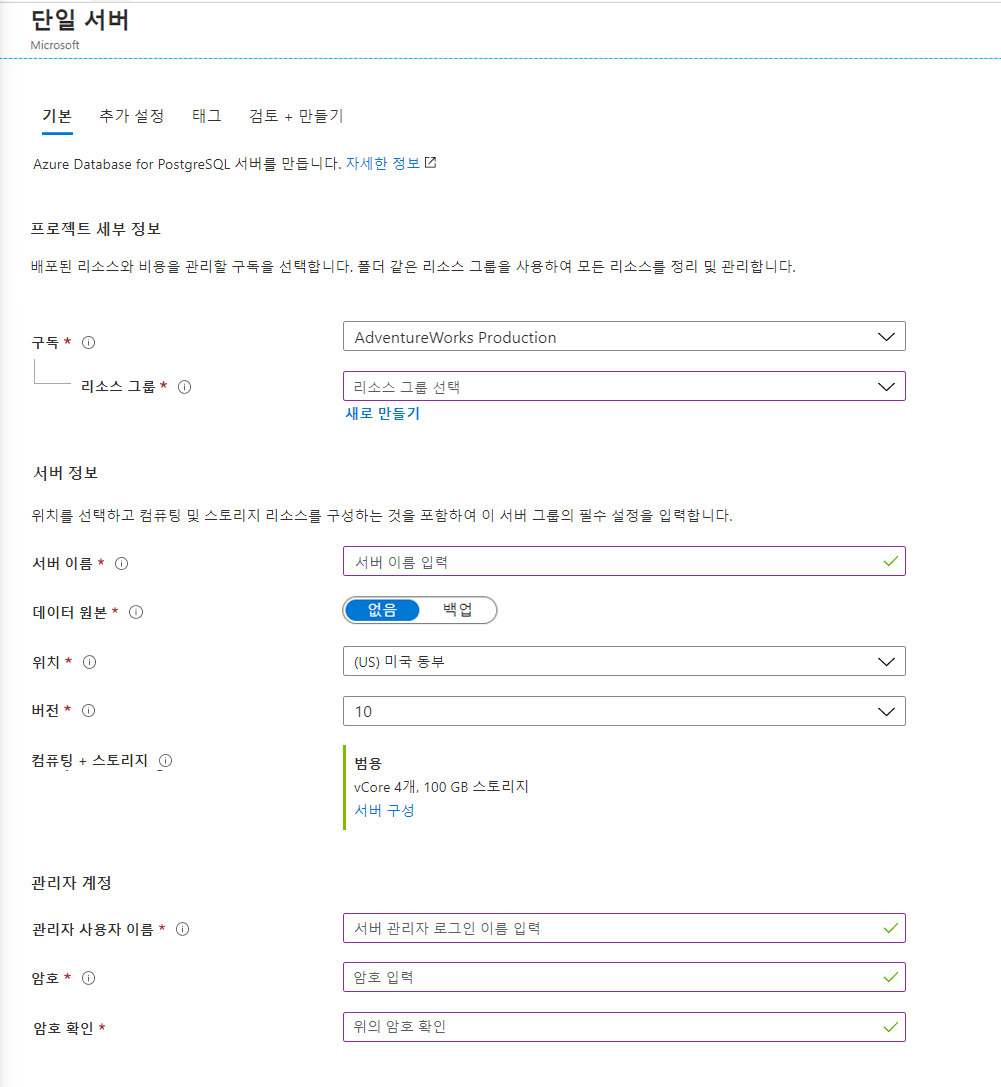 단일 서버
Microsoft
기본 추가 설정 태그 검토 + 만들기
Azure Database for PostgreSQL 서버를 만듭니다. 자세한 정보
프로젝트 세부 정보
배포된 리소스와 비용을 관리할 구독을 선택합니다. 폴더 같은 리소스 그룹을 사용하여 모든 리소스를 정리 및 관리합니다.
구독 * AdventureWorks Production
리소스 그룹 * 리소스 그룹 선택
새로 만들기
서버 정보
위치를 선택하고 컴퓨팅 및 스토리지 리소스를 구성하는 것을 포함하여 이 서버 그룹의 필수 설정을 입력합니다.
서버 이름 * 서버 이름 입력
데이터 원본 * 없음 백업
위치 * (US) 미국 동부
버전 * 10
컴퓨팅 + 스토리지 범용
vCore 4개, 100 GB 스토리지
서버 구성
관리자 계정
관리자 사용자 이름 * 서버 관리자 로그인 이름 입력
암호 * 암호 입력
암호 확인 * 위의 암호 확인